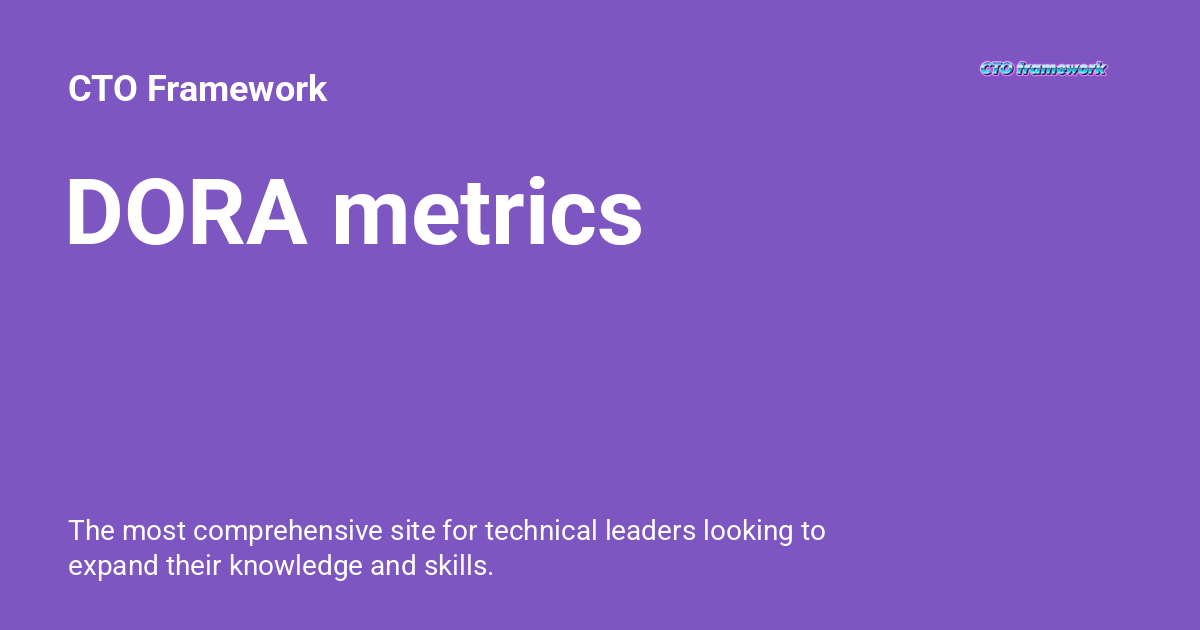 CTO Framework
CTO framework
DORA metrics
The most comprehensive site for technical leaders looking to
expand their knowledge and skills.